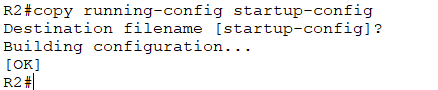 R2#copy running-config startup-config
Destination filename [startup-config]?
Building configuration...
[OK]
R2#